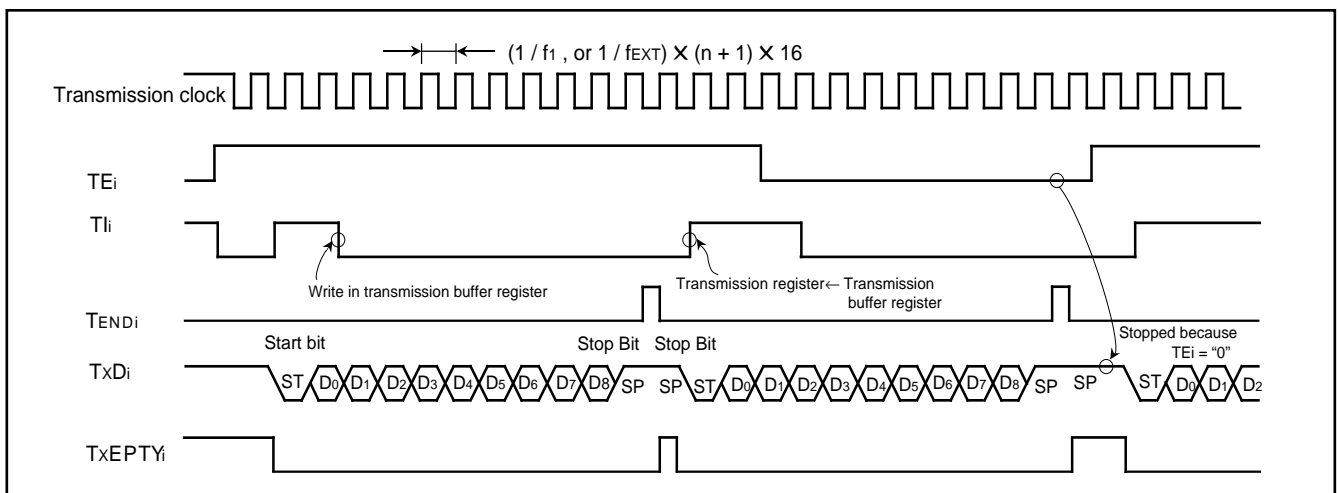 (1 / f1 , or 1 / fEXT) X (n + 1) X 16
Transmission clock
TEi
TIi
Write in transmission buffer register
Transmission register← Transmission
buffer register
TENDi
Stopped because
TEi = “0”
Start bit Stop Bit Stop Bit
TxDi ST D0 D1 D2 D3 D4 D5 D6 D7 D8 SP SP ST D0 D1 D2 D3 D4 D5 D6 D7 D8 SP SP ST D0 D1 D2
TxEPTYi